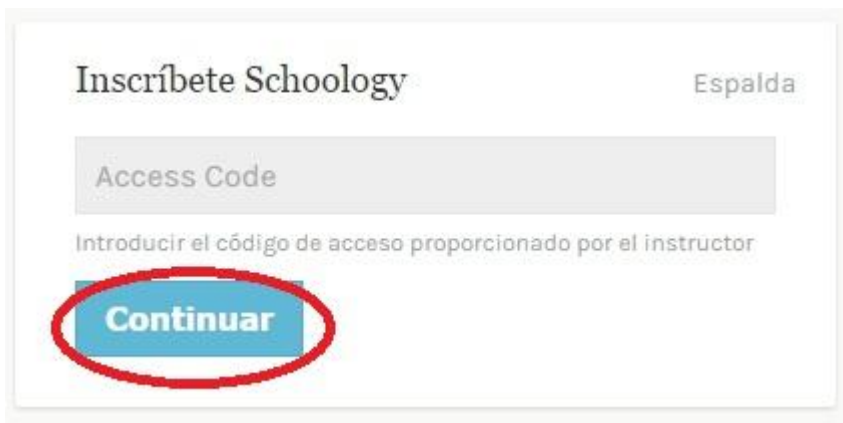 Inscríbete Schoology
Espalda
Access Code
Introducir el código de acceso proporcionado por el instructor
Continuar